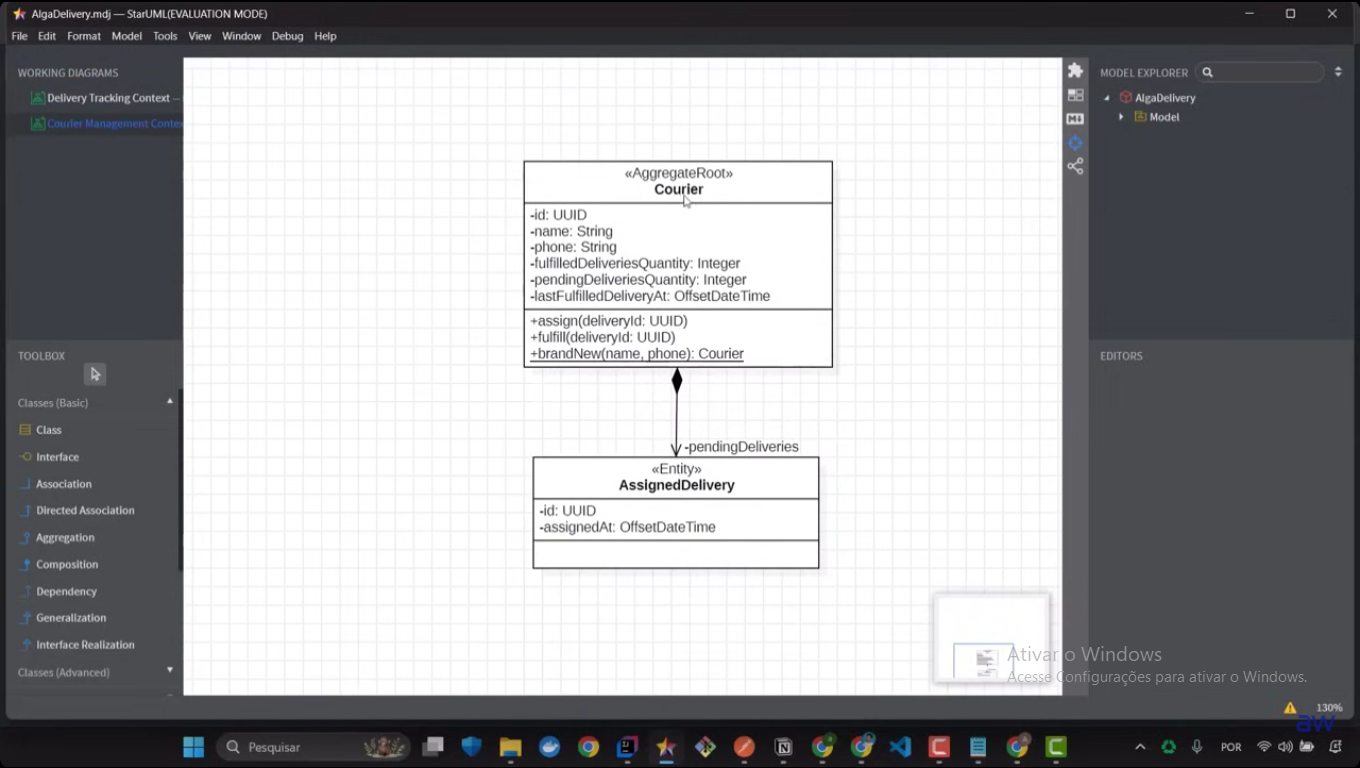 AlgaDelivery.mdj — StarUML(EVALUATION MODE)
File Edit Format Model Tools View Window Debug Help
WORKING DIAGRAMS
Delivery Tracking Context —
Courier Management Contex
TOOLBOX
Classes (Basic)
Class
Interface
Association
Directed Association
Aggregation
Composition
Dependency
Generalization
Interface Realization
Classes (Advanced)
«AggregateRoot»
Courier
-id: UUID
-name: String
-phone: String
-fulfilledDeliveriesQuantity: Integer
-pendingDeliveriesQuantity: Integer
-lastFulfilledDeliveryAt: OffsetDateTime
+assign(deliveryId: UUID)
+fulfill(deliveryId: UUID)
+brandNew(name, phone): Courier
-pendingDeliveries
«Entity»
AssignedDelivery
-id: UUID
-assignedAt: OffsetDateTime
MODEL EXPLORER
AlgaDelivery
Model
EDITORS
Ativar o Windows
Acesse Configurações para ativar o Windows.
130%
aw
Pesquisar
POR